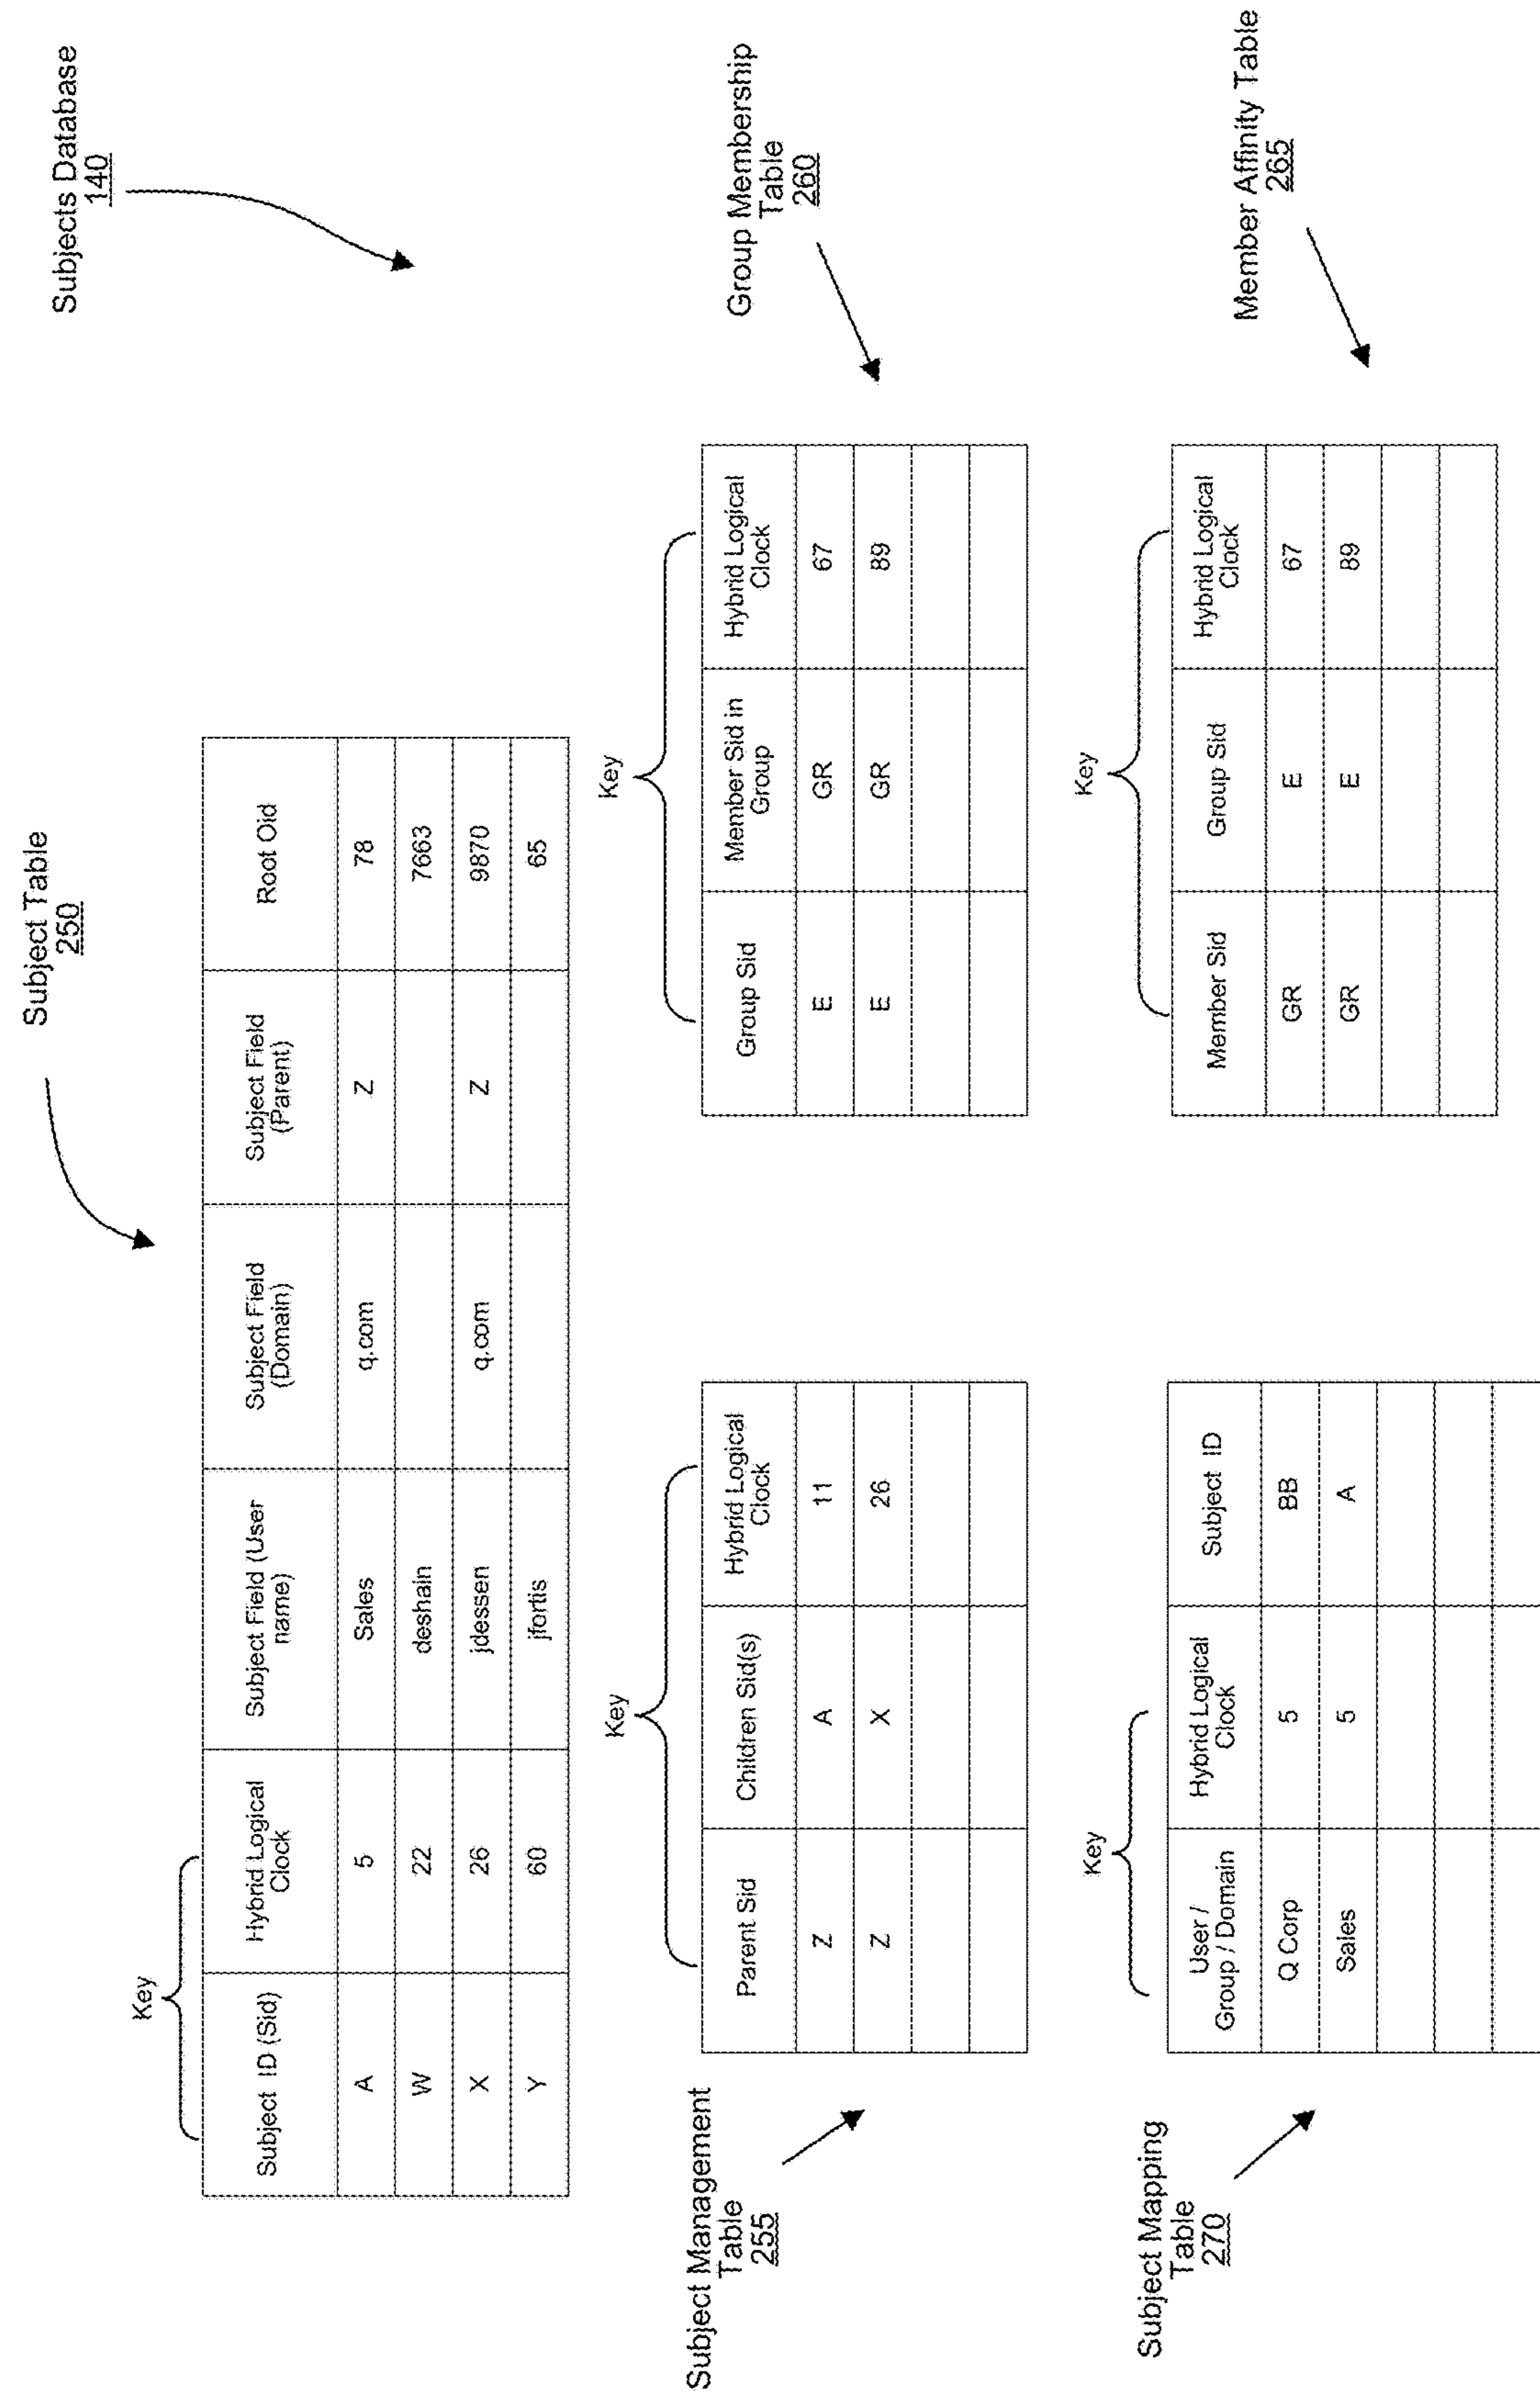 Subjects Database
140
Subject Table
250
Key
Subject ID (Sid)
Hybrid Logical
Clock
Subject Field (User
name)
Subject Field
(Domain)
Subject Field
(Parent)
Root Oid
A
5
Sales
q.com
Z
78
W
22
deshain
7663
X
26
jdessen
q.com
Z
9870
Y
60
jfortis
65
Subject Management
Table
255
Key
Parent Sid
Children Sid(s)
Hybrid Logical
Clock
Z
A
11
Z
X
26
Group Membership
Table
260
Key
Group Sid
Member Sid in
Group
Hybrid Logical
Clock
E
GR
67
E
GR
89
Subject Mapping
Table
270
Key
User /
Group / Domain
Hybrid Logical
Clock
Subject ID
Q Corp
5
BB
Sales
5
A
Member Affinity Table
265
Key
Member Sid
Group Sid
Hybrid Logical
Clock
GR
E
67
GR
E
89